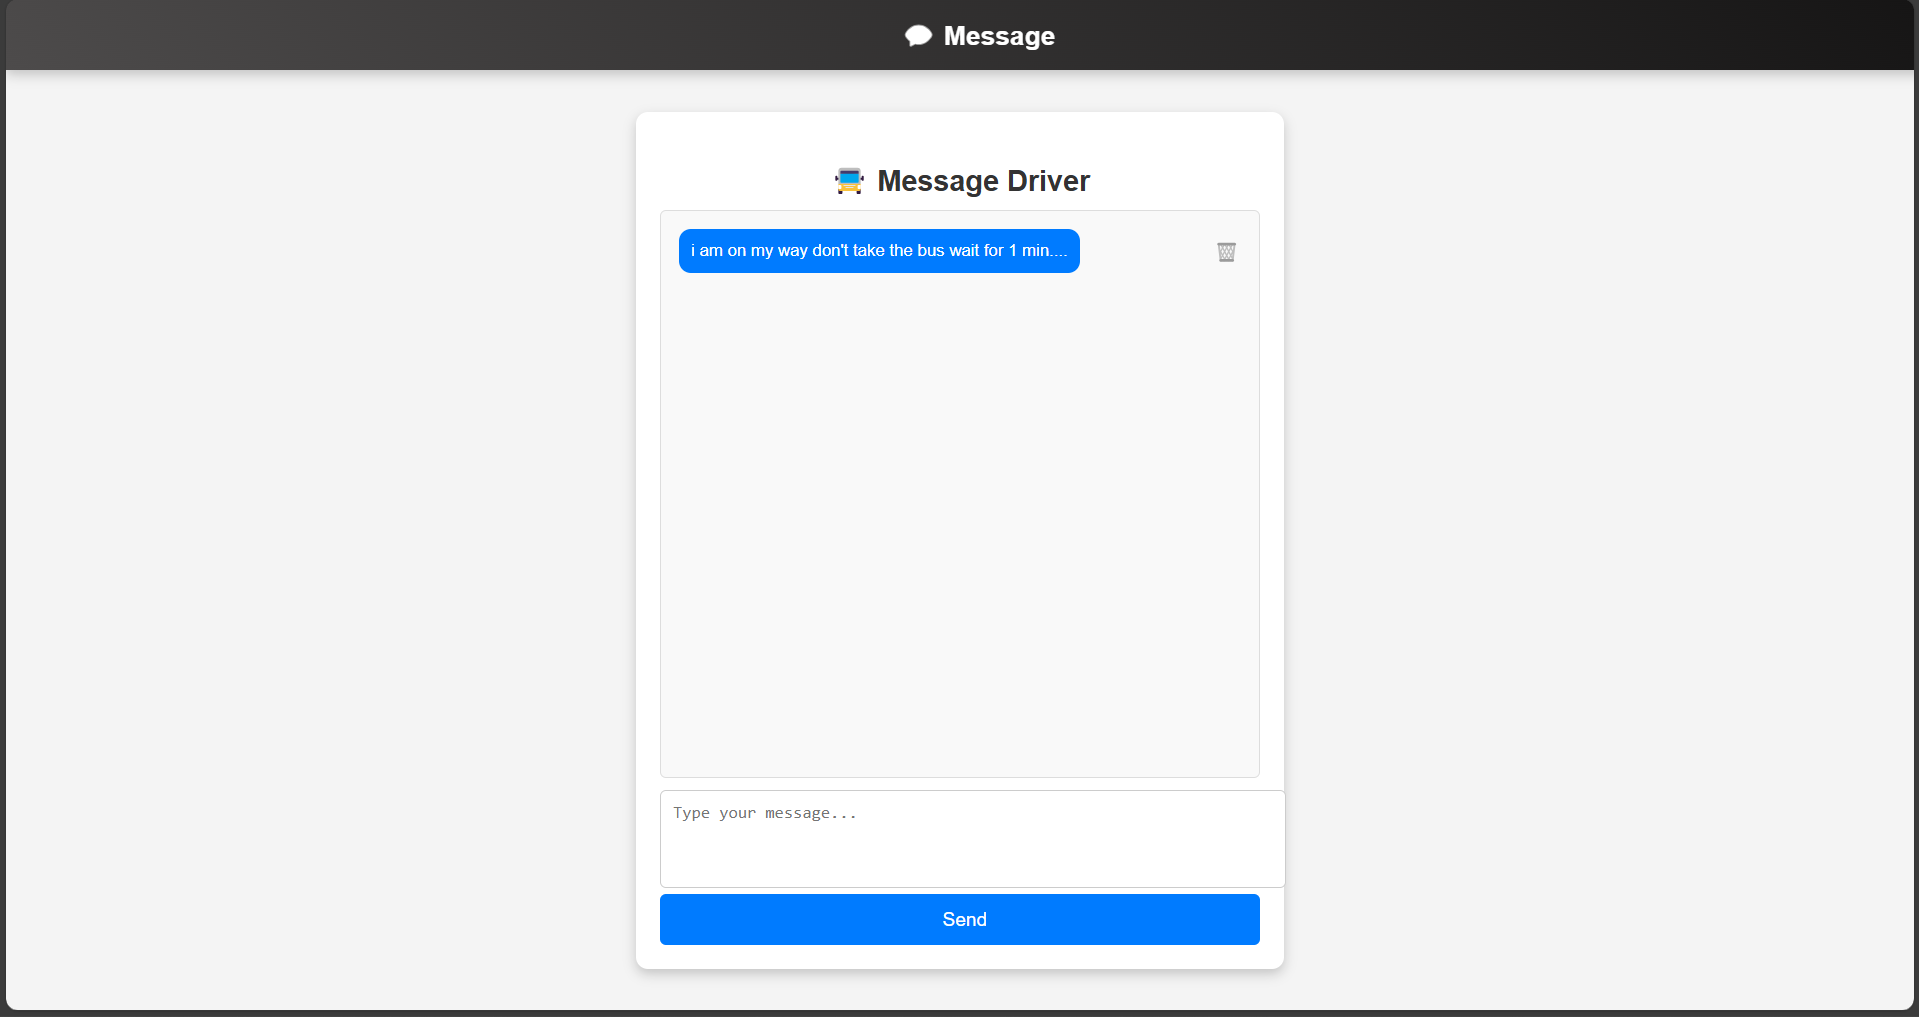 Message
Message Driver
i am on my way don't take the bus wait for 1 min....
Type your message...
Send